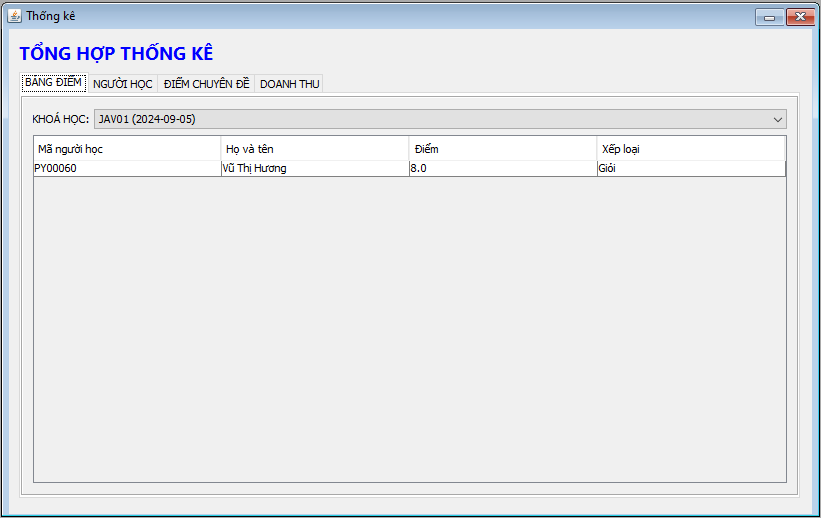 Thống kê
TỔNG HỢP THỐNG KÊ
BẢNG ĐIỂM NGƯỜI HỌC ĐIỂM CHUYÊN ĐỀ DOANH THU
KHOÁ HỌC: JAV01 (2024-09-05)
Mã người học Họ và tên Điểm Xếp loại
PY00060 Vũ Thị Hương 8.0 Giỏi